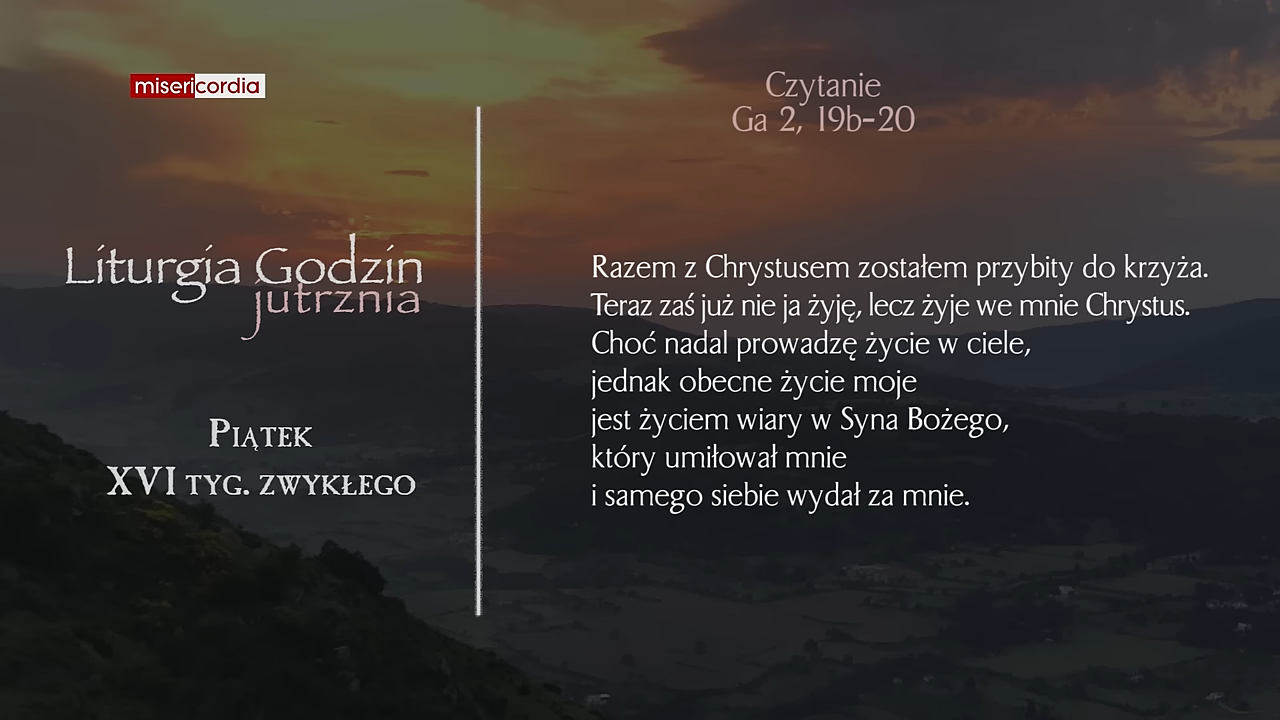 misericordia
Liturgia Godzin
jutrznia
Piątek
XVI tyg. zwykłego
Czytanie
Ga 2, 19b-20
Razem z Chrystusem zostałem przybity do krzyża.
Teraz zaś już nie ja żyję, lecz żyje we mnie Chrystus.
Choć nadal prowadzę życie w ciele,
jednak obecne życie moje
jest życiem wiary w Syna Bożego,
który umiłował mnie
i samego siebie wydał za mnie.